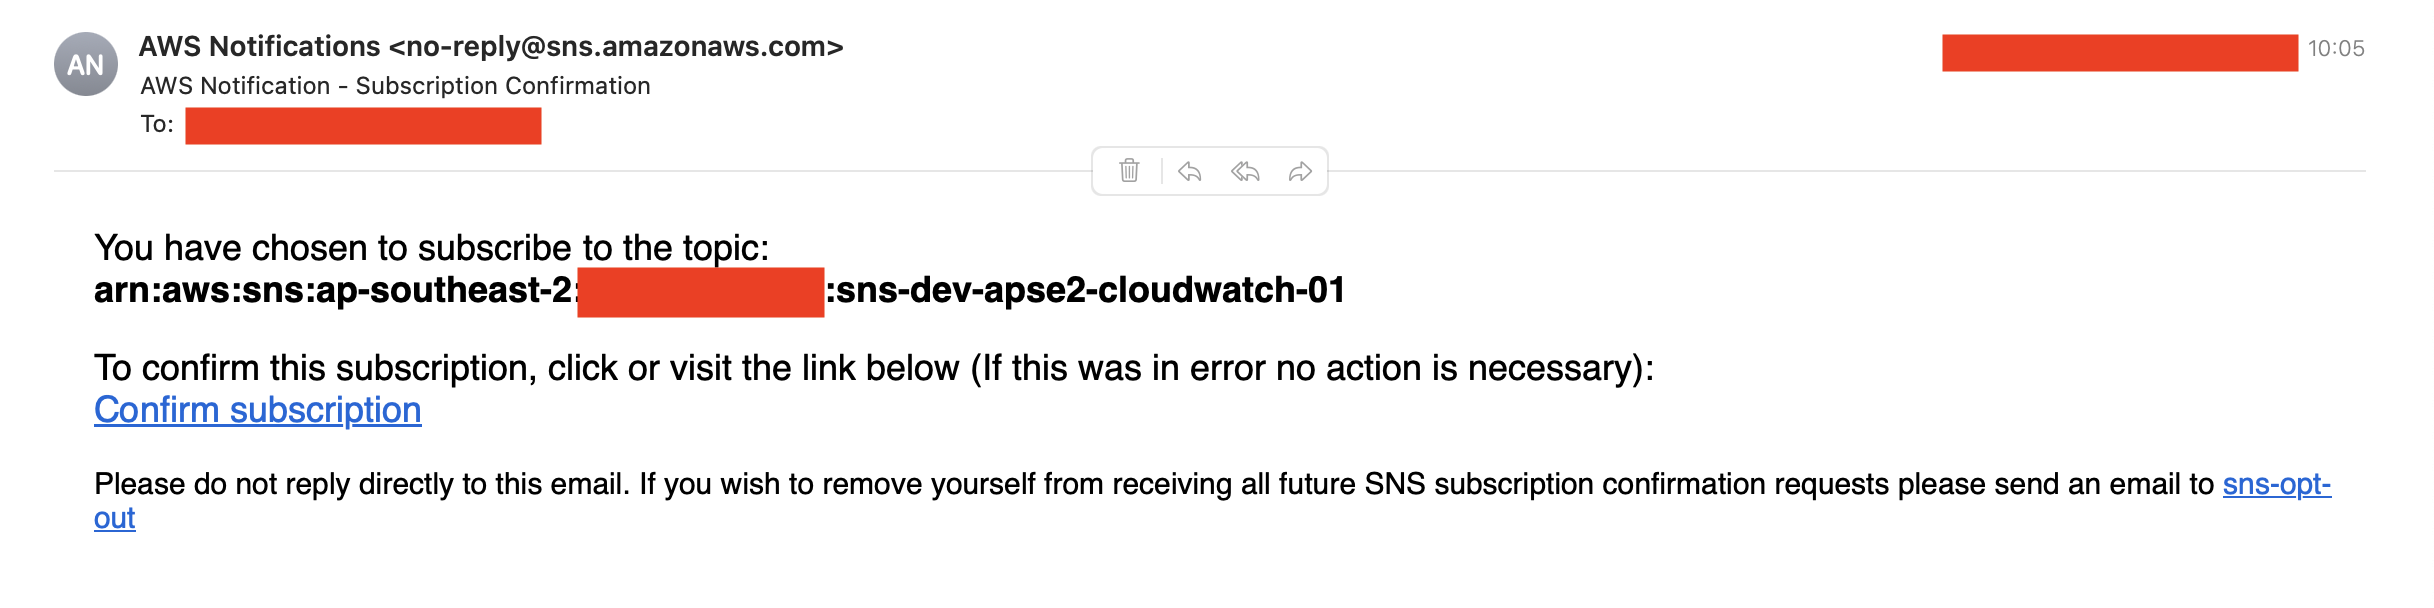 AN
AWS Notifications <no-reply@sns.amazonaws.com>
10:05
AWS Notification - Subscription Confirmation
To:
You have chosen to subscribe to the topic:
arn:aws:sns:ap-southeast-2: :sns-dev-apse2-cloudwatch-01
To confirm this subscription, click or visit the link below (If this was in error no action is necessary):
Confirm subscription
Please do not reply directly to this email. If you wish to remove yourself from receiving all future SNS subscription confirmation requests please send an email to sns-opt-
out